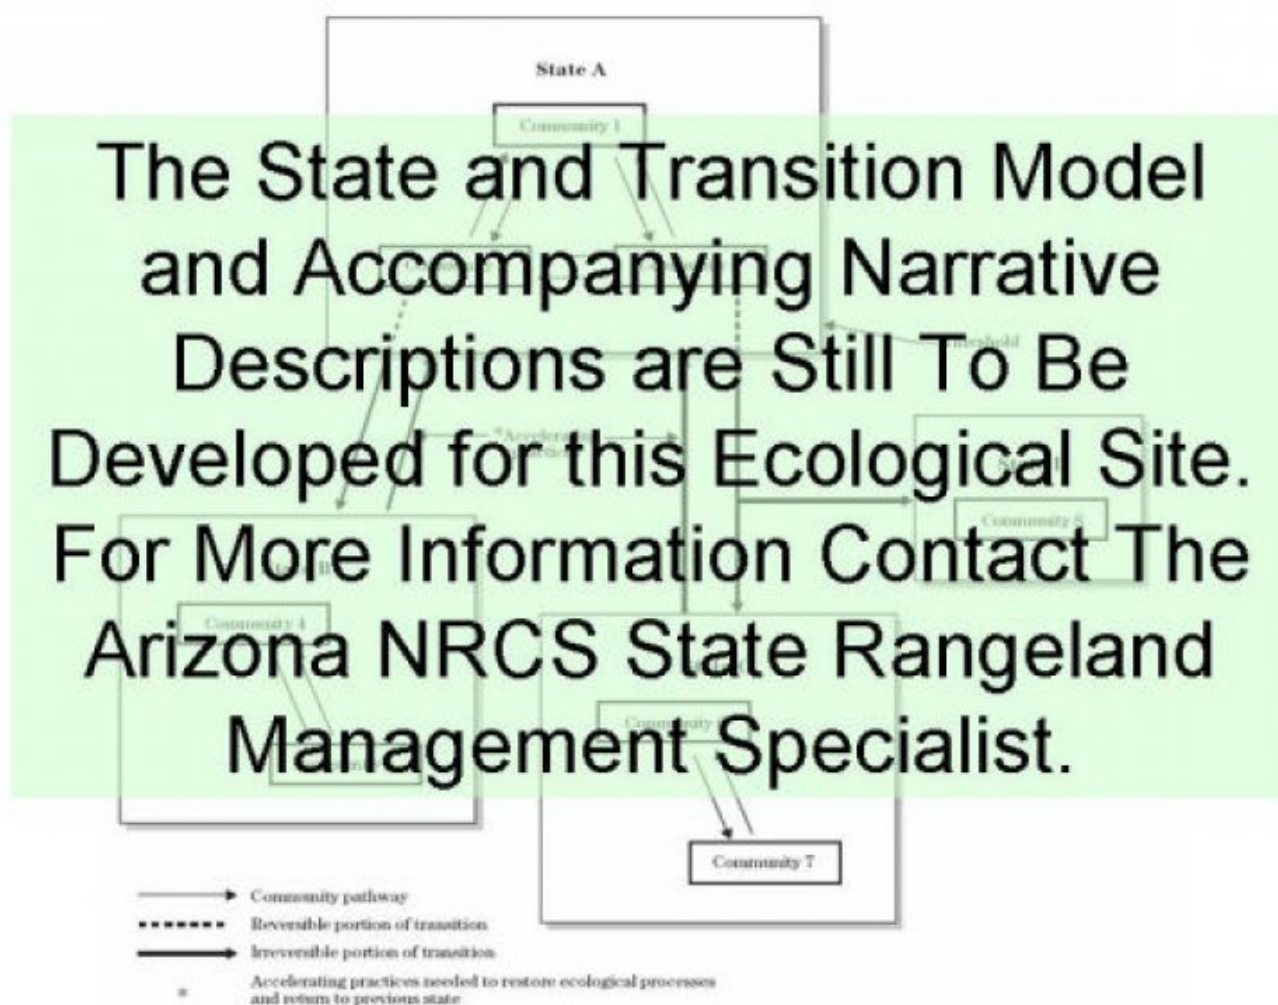 State A
Community 1
The State and Transition Model
and Accompanying Narrative
Descriptions are Still To Be
Developed for this Ecological Site.
For More Information Contact The
Arizona NRCS State Rangeland
Management Specialist.
Community 4
Community 7
Community pathway
Reversible portion of transition
Irreversible portion of transition
* Accelerating practices needed to restore ecological processes
and return to previous state